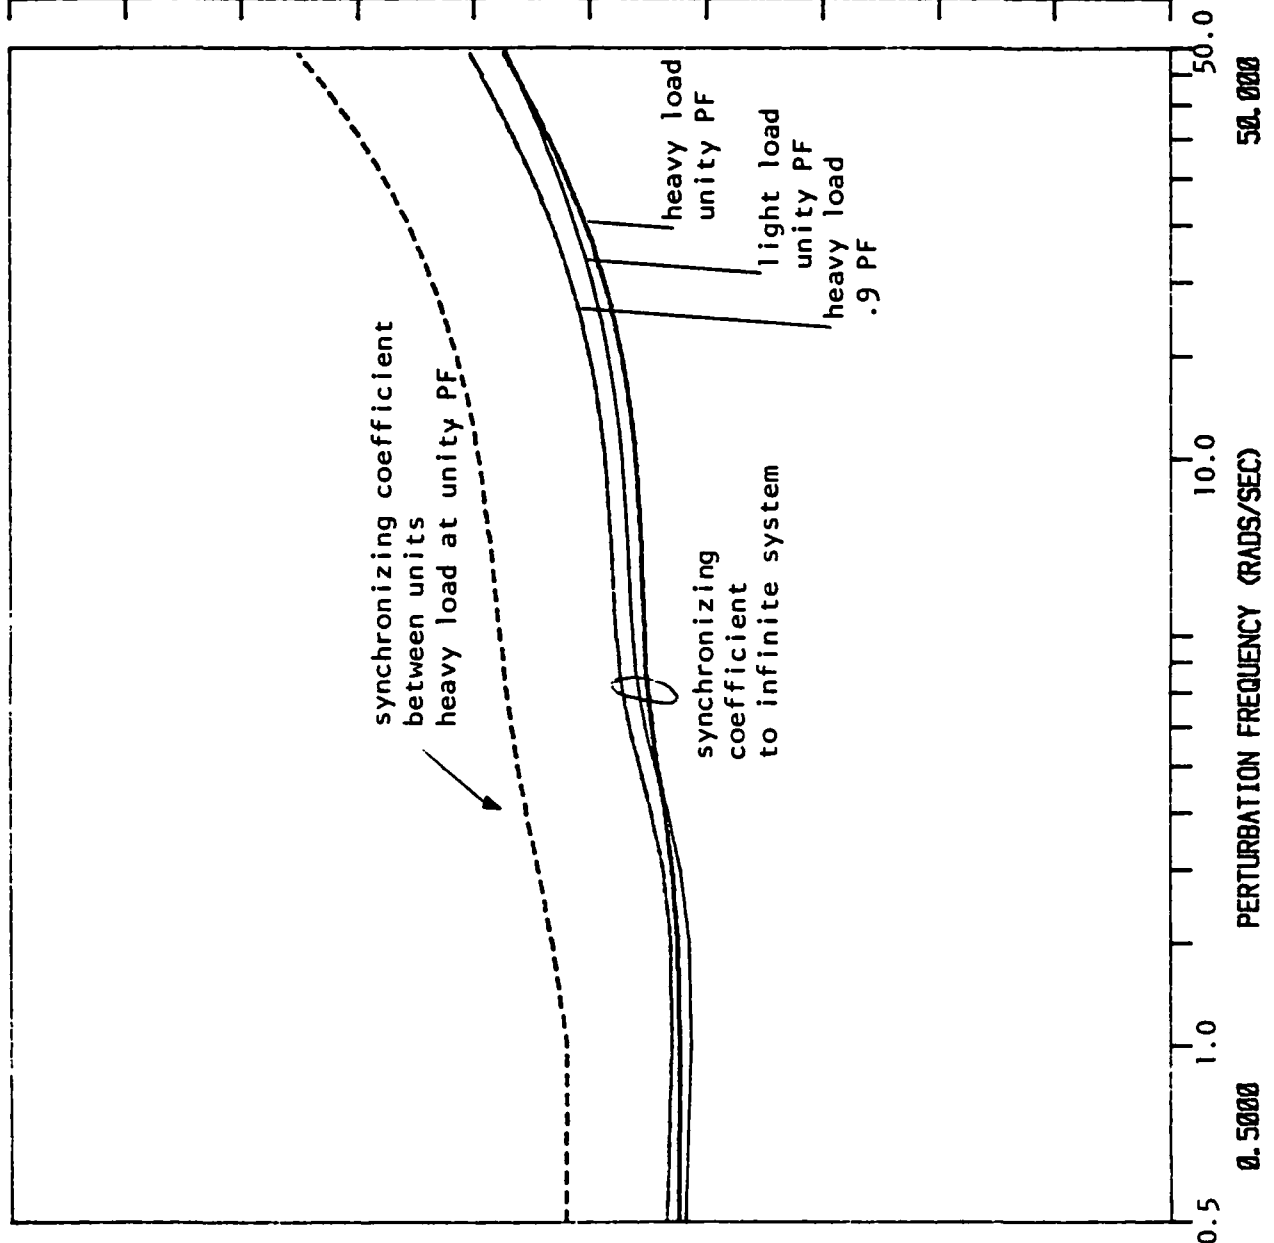 synchronizing coefficient
between units
heavy load at unity PF
heavy load
unity PF
light load
unity PF
heavy load
.9 PF
synchronizing
coefficient
to infinite system
0.5
1.0
10.0
50.0
0.5000
PERTURBATION FREQUENCY (RADS/SEC)
50.000